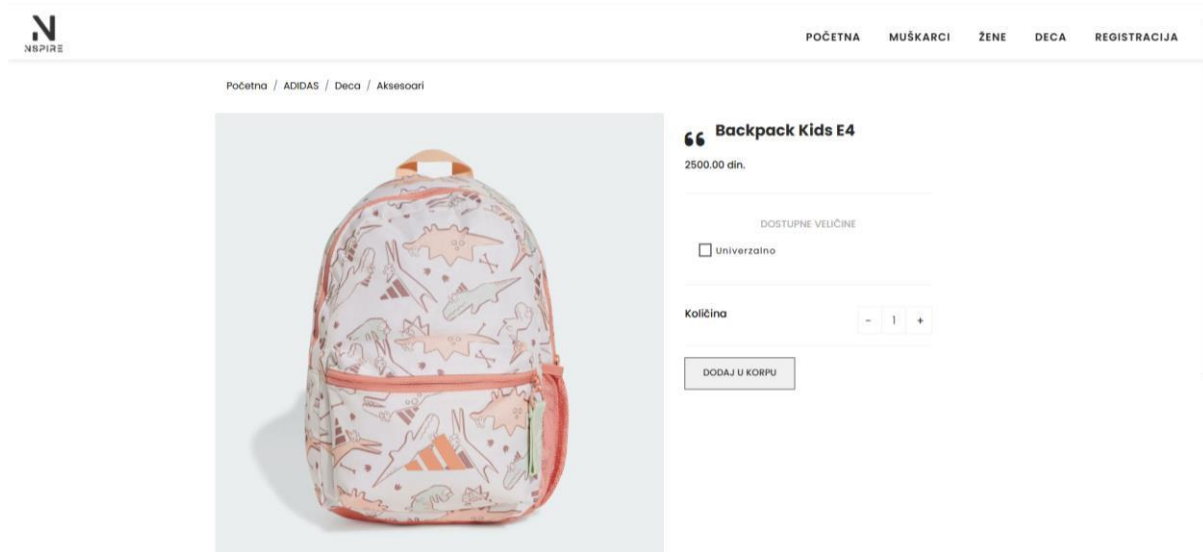 NSPIRE
POČETNA MUŠKARCI ŽENE DECA REGISTRACIJA
Početna / ADIDAS / Deca / Aksesoari
❝ Backpack Kids E4
2500.00 din.
DOSTUPNE VELIČINE
Univerzalno
Količina - 1 +
DODAJ U KORPU